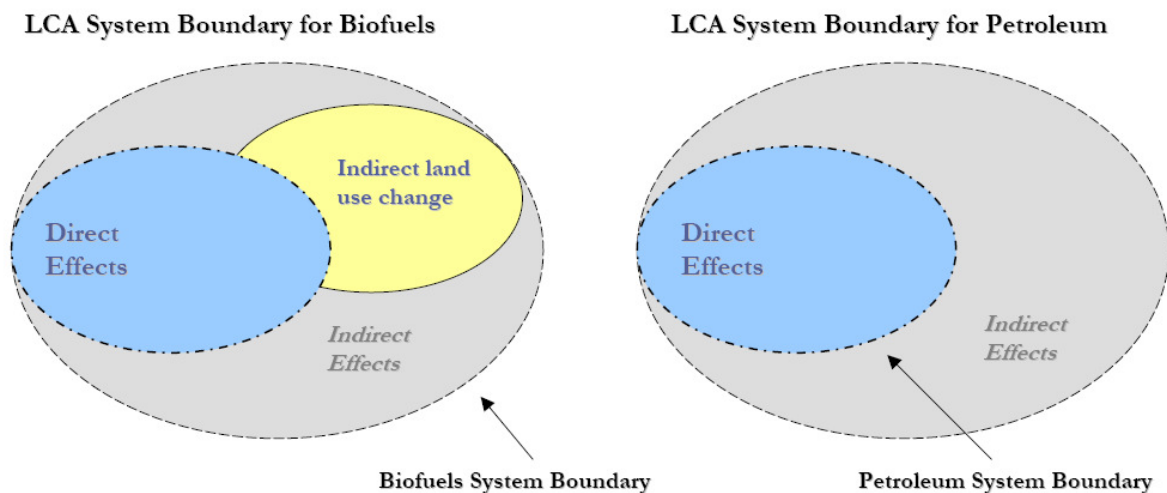 LCA System Boundary for Biofuels
LCA System Boundary for Petroleum
Indirect land
use change
Direct
Effects
Indirect
Effects
Biofuels System Boundary
Direct
Effects
Indirect
Effects
Petroleum System Boundary